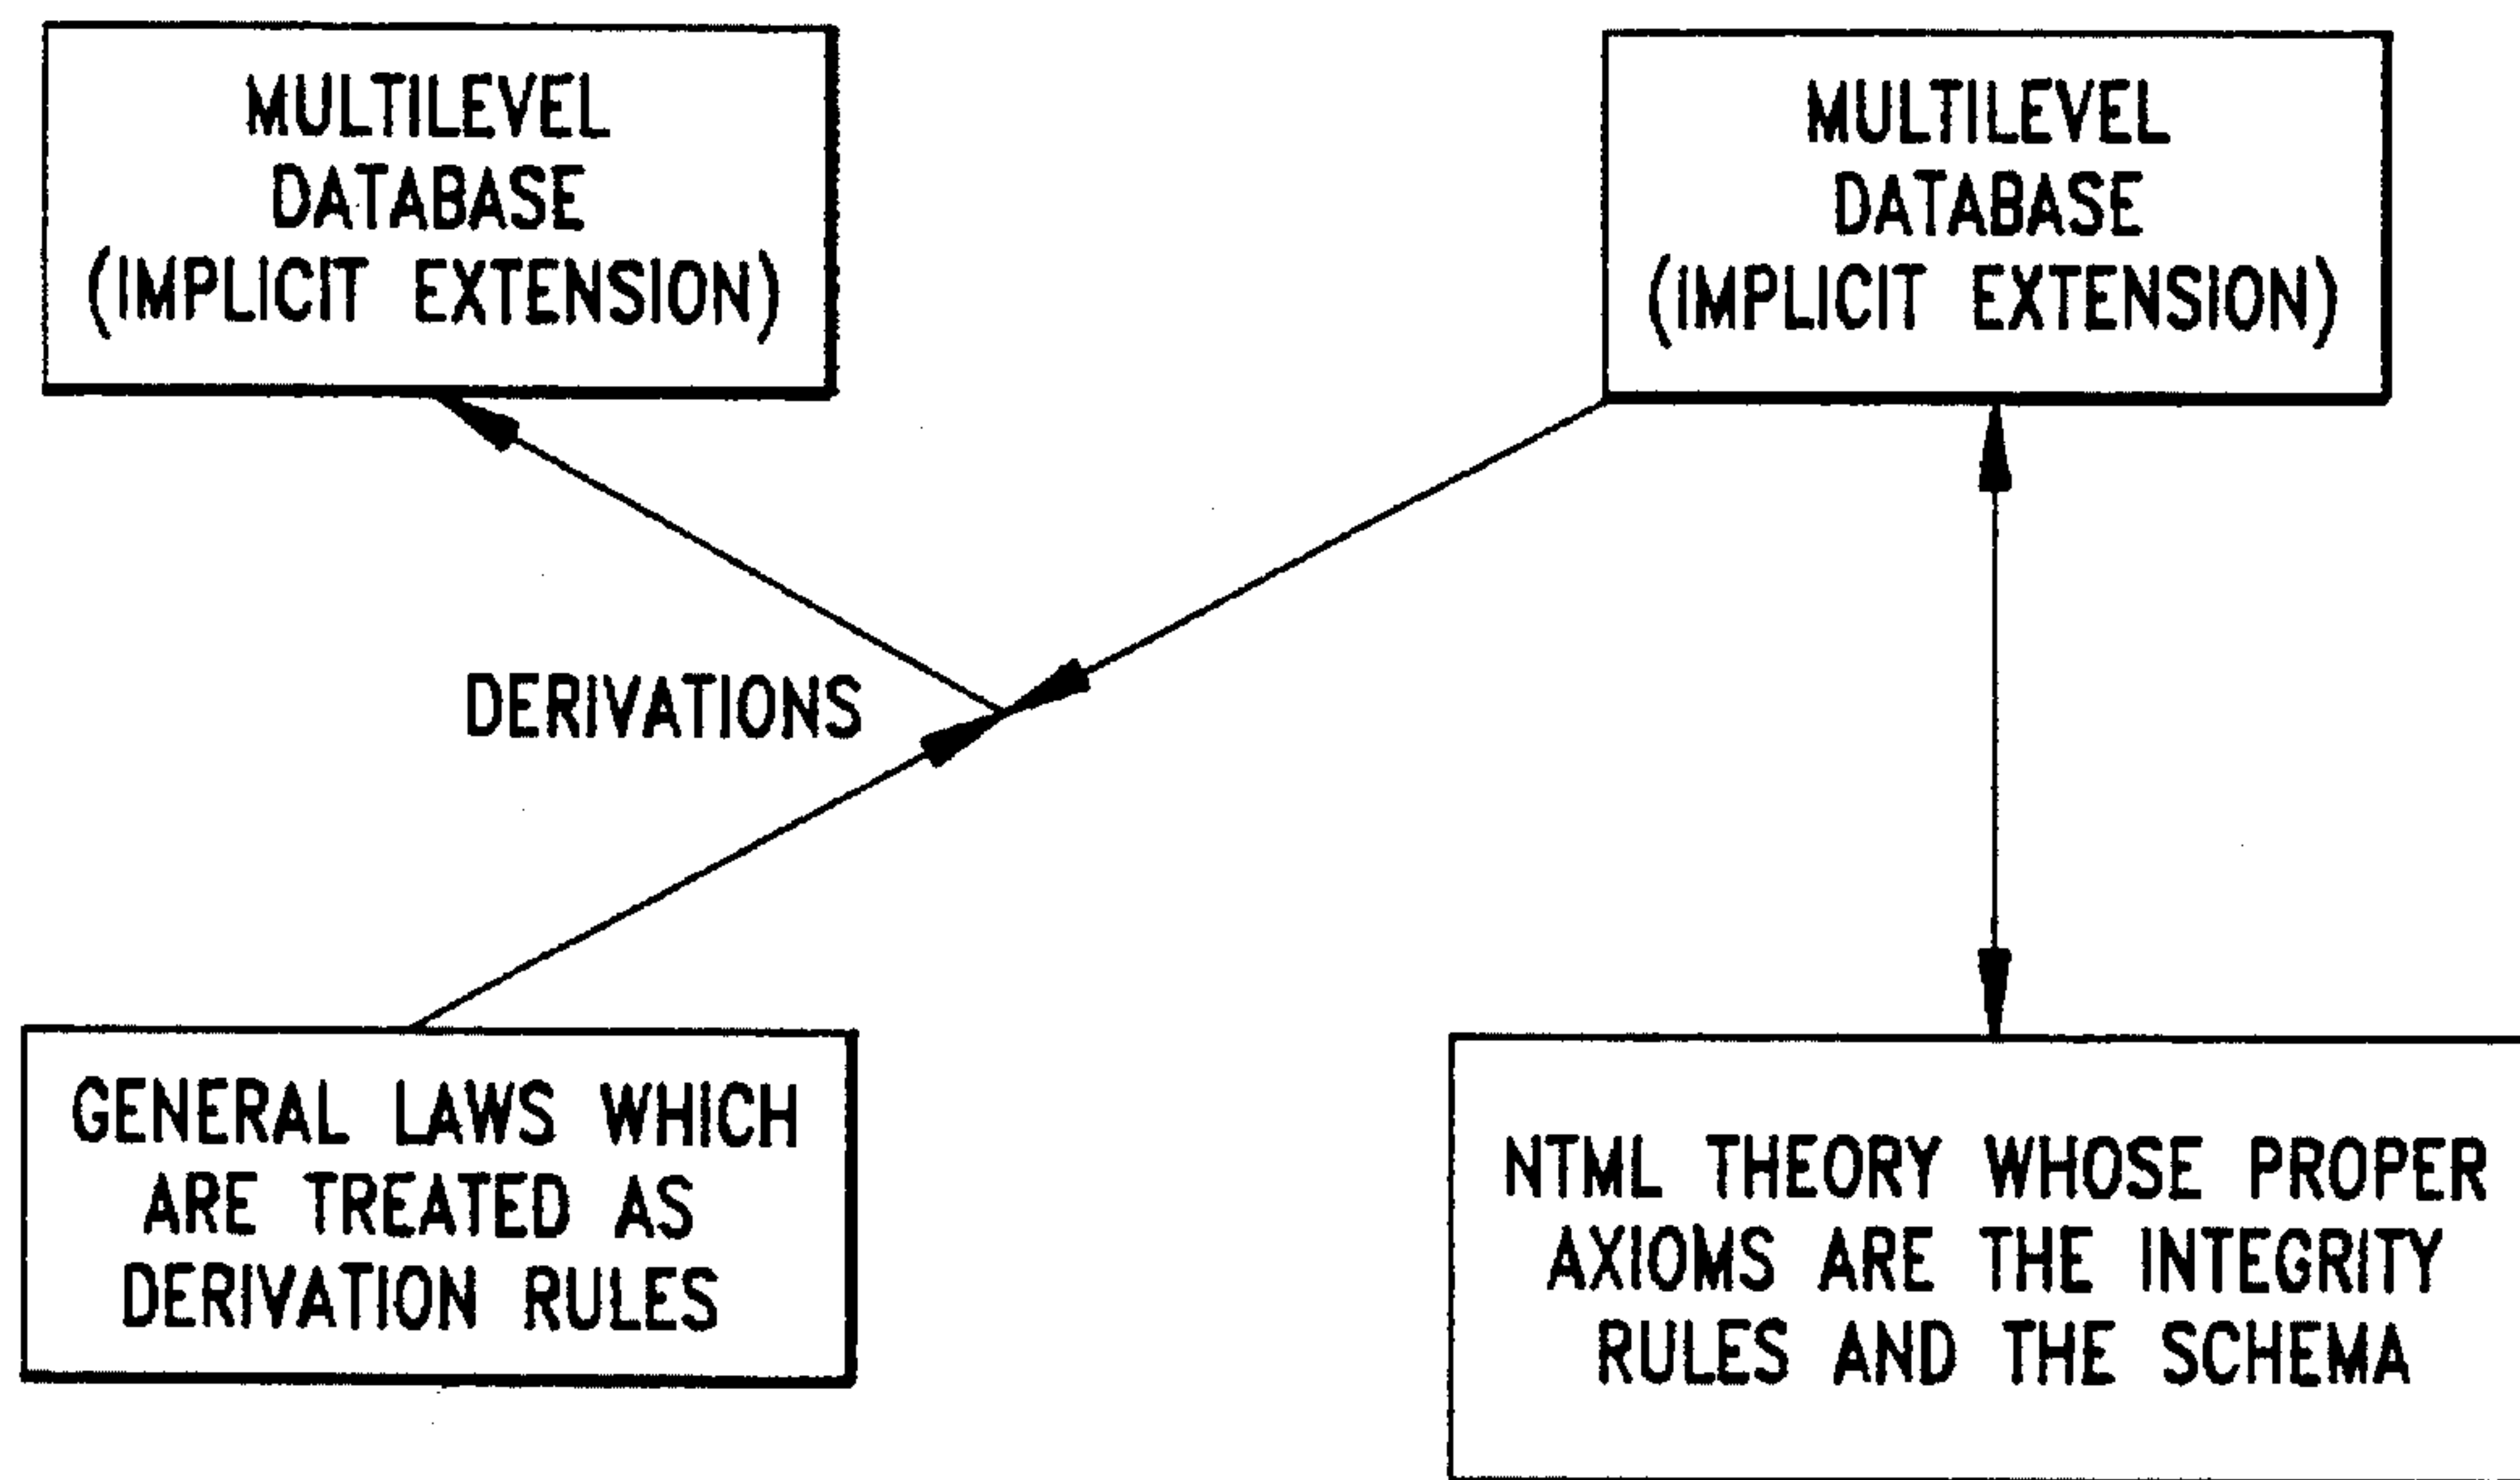 MULTILEVEL
DATABASE
(IMPLICIT EXTENSION)
MULTILEVEL
DATABASE
(IMPLICIT EXTENSION)
DERIVATIONS
GENERAL LAWS WHICH
ARE TREATED AS
DERIVATION RULES
NTML THEORY WHOSE PROPER
AXIOMS ARE THE INTEGRITY
RULES AND THE SCHEMA